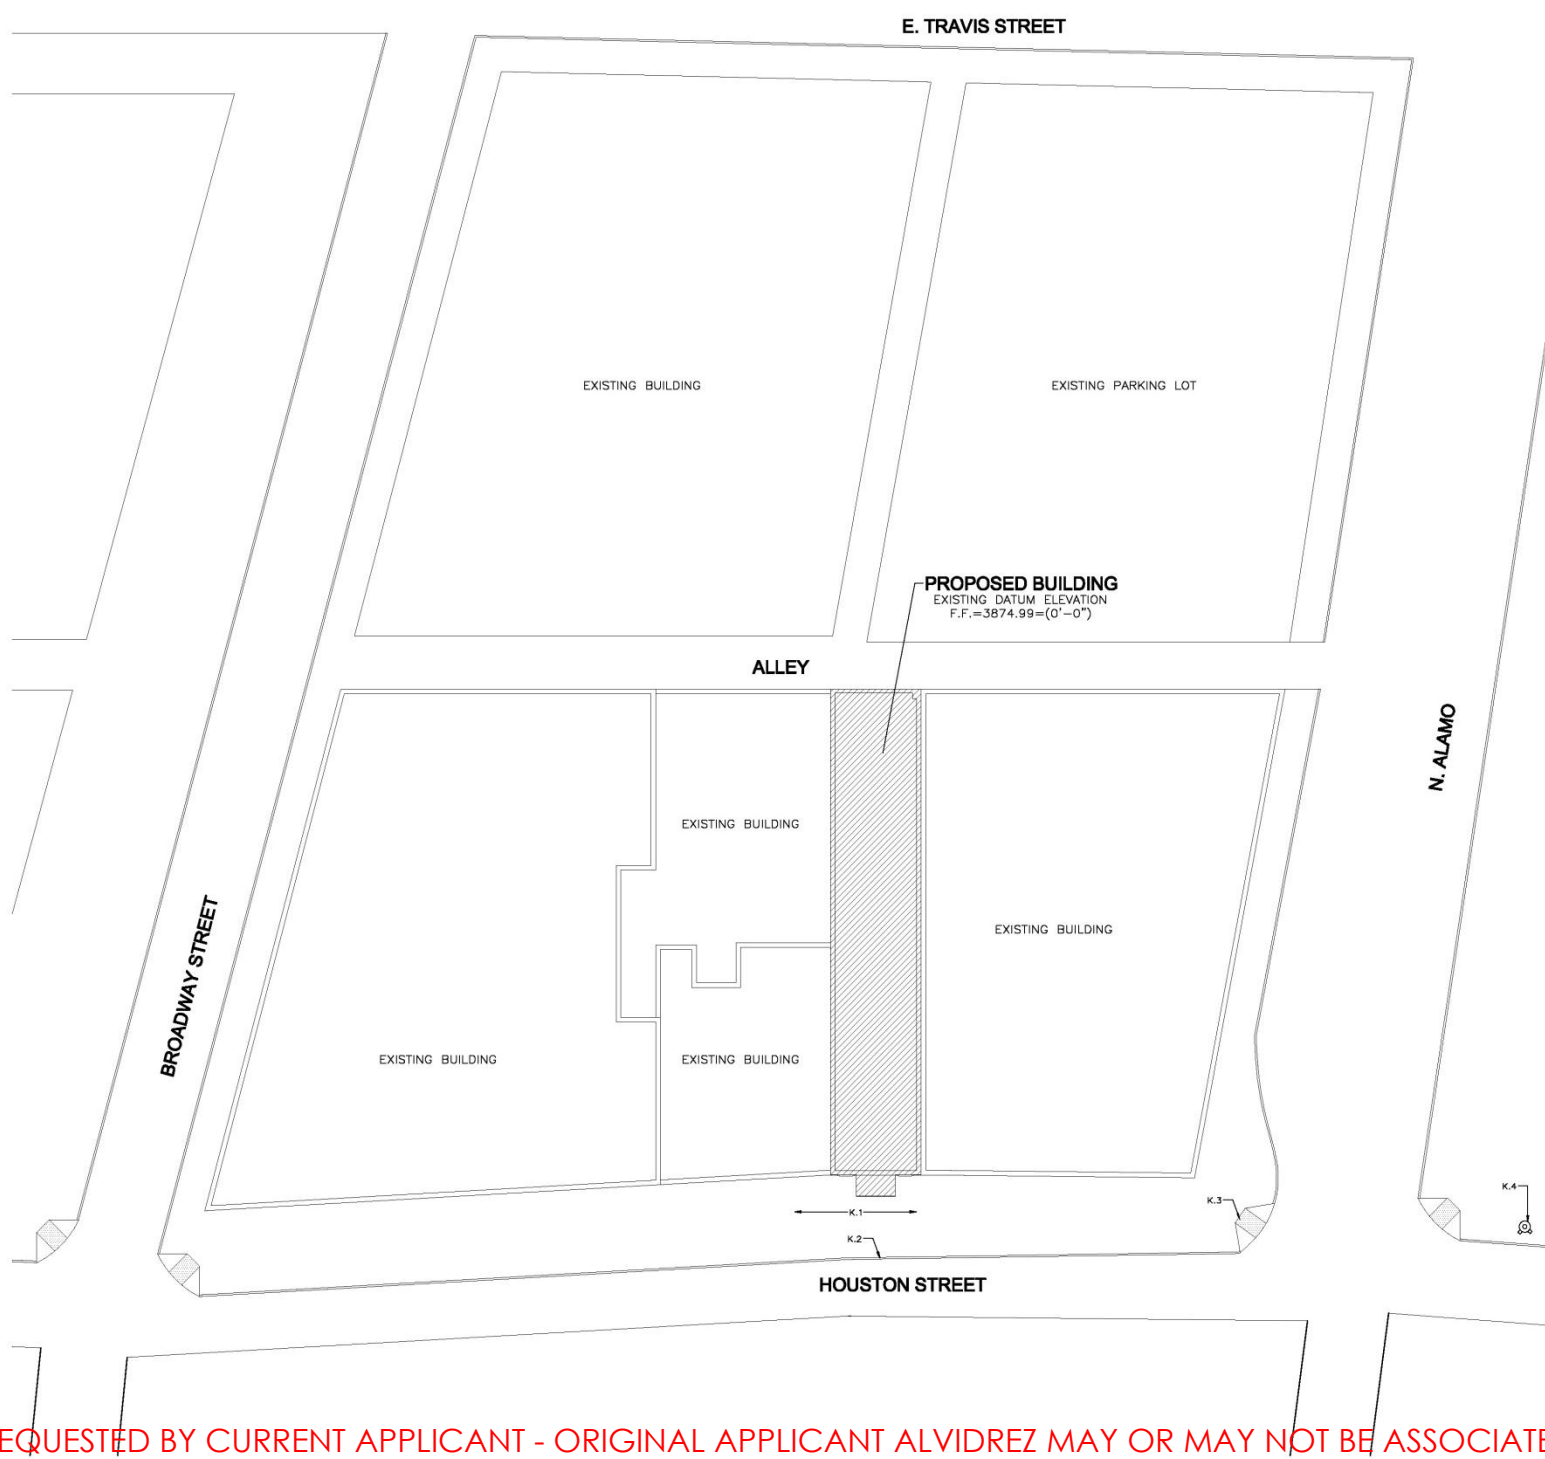 E. TRAVIS STREET
EXISTING BUILDING
EXISTING PARKING LOT
PROPOSED BUILDING
EXISTING DATUM ELEVATION
F.F.=3874.99=(0'-0")
ALLEY
N. ALAMO
EXISTING BUILDING
BROADWAY STREET
EXISTING BUILDING
EXISTING BUILDING
EXISTING BUILDING
K.4
K.3
K.1
K.2
HOUSTON STREET
EQUESTED BY CURRENT APPLICANT - ORIGINAL APPLICANT ALVIDREZ MAY OR MAY NOT BE ASSOCIATE